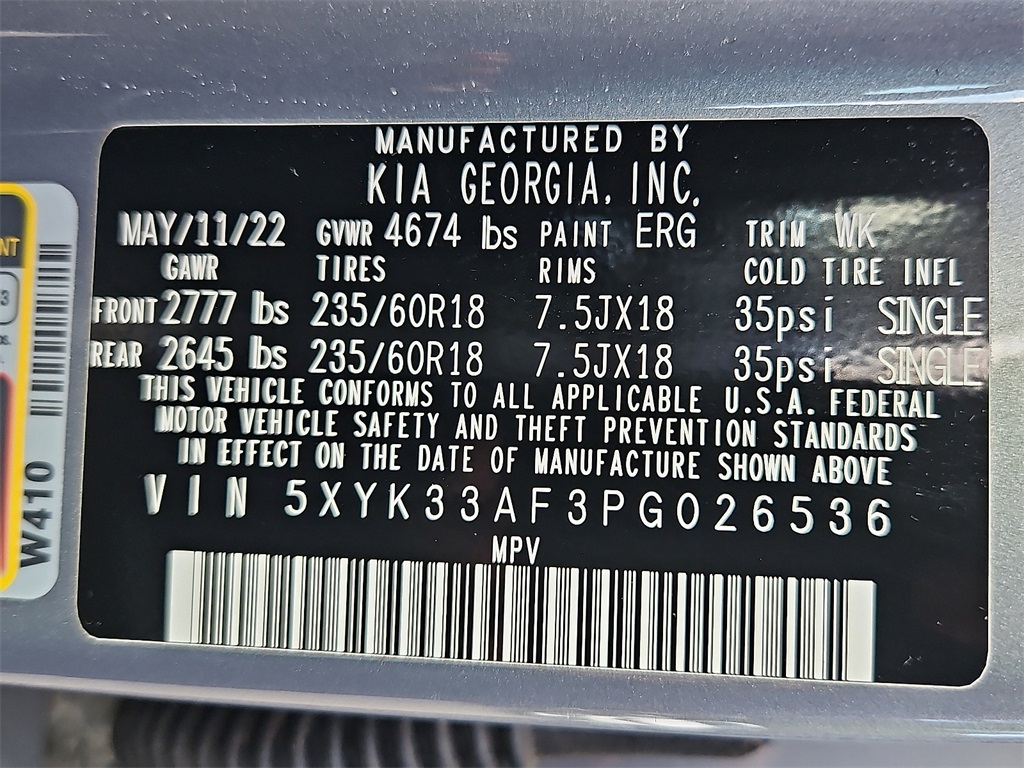 MANUFACTURED BY
KIA GEORGIA, INC.
MAY/11/22 GVWR 4674 lbs PAINT ERG TRIM WK
GAWR TIRES RIMS COLD TIRE INFL
FRONT 2777 lbs 235/60R18 7.5JX18 35psi SINGLE
REAR 2645 lbs 235/60R18 7.5JX18 35psi SINGLE
THIS VEHICLE CONFORMS TO ALL APPLICABLE U.S.A. FEDERAL
MOTOR VEHICLE SAFETY AND THEFT PREVENTION STANDARDS
IN EFFECT ON THE DATE OF MANUFACTURE SHOWN ABOVE
VIN 5XYK33AF3PG026536
MPV
W410